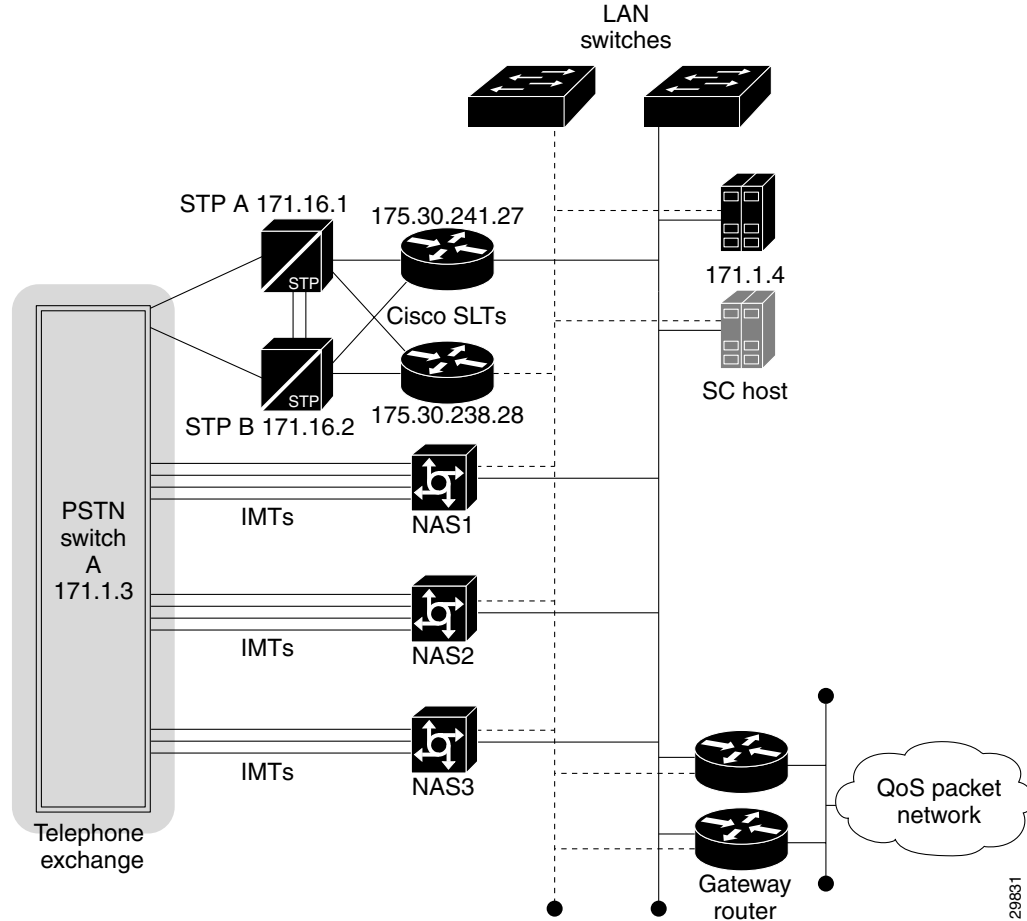 LAN
switches
STP A 171.16.1
175.30.241.27
STP
171.1.4
Cisco SLTs
STP
SC host
STP B 171.16.2
175.30.238.28
PSTN
switch
A
171.1.3
IMTs
NAS1
IMTs
NAS2
IMTs
NAS3
QoS packet
network
Telephone
exchange
Gateway
router
29831